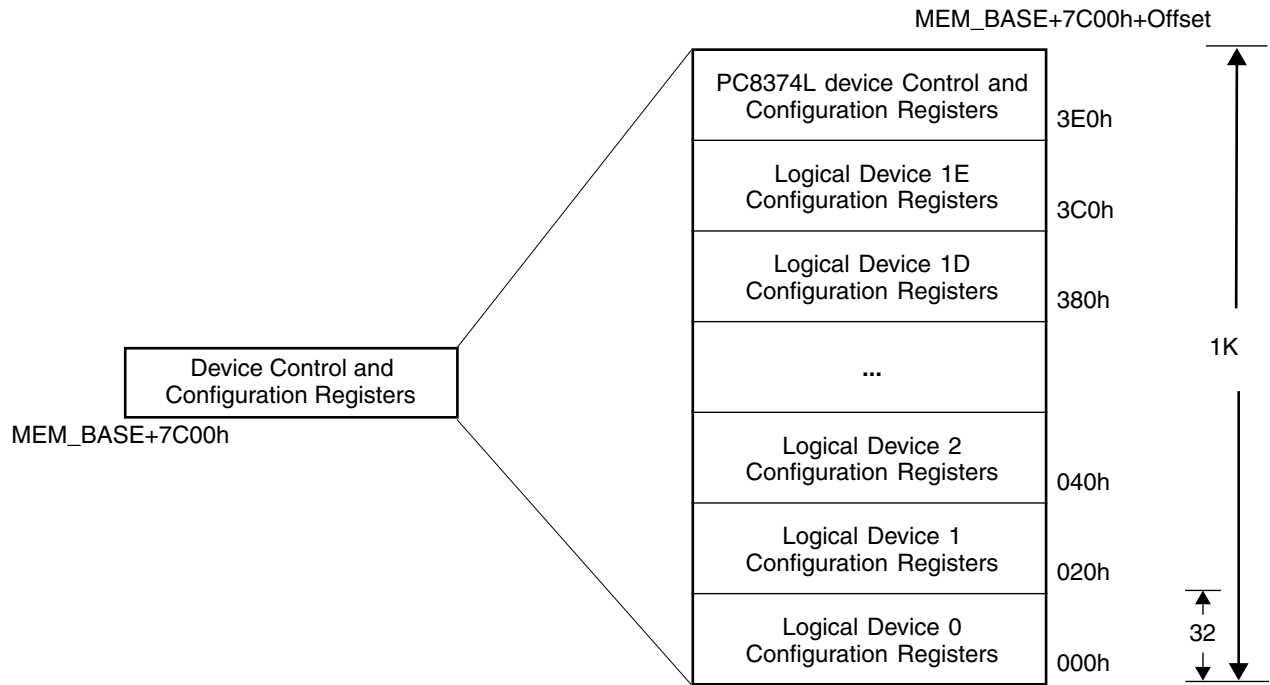 MEM_BASE+7C00h+Offset
PC8374L device Control and
Configuration Registers
3E0h
Logical Device 1E
Configuration Registers
3C0h
Logical Device 1D
Configuration Registers
380h
1K
...
Device Control and
Configuration Registers
MEM_BASE+7C00h
Logical Device 2
Configuration Registers
040h
Logical Device 1
Configuration Registers
020h
Logical Device 0
Configuration Registers
000h
32